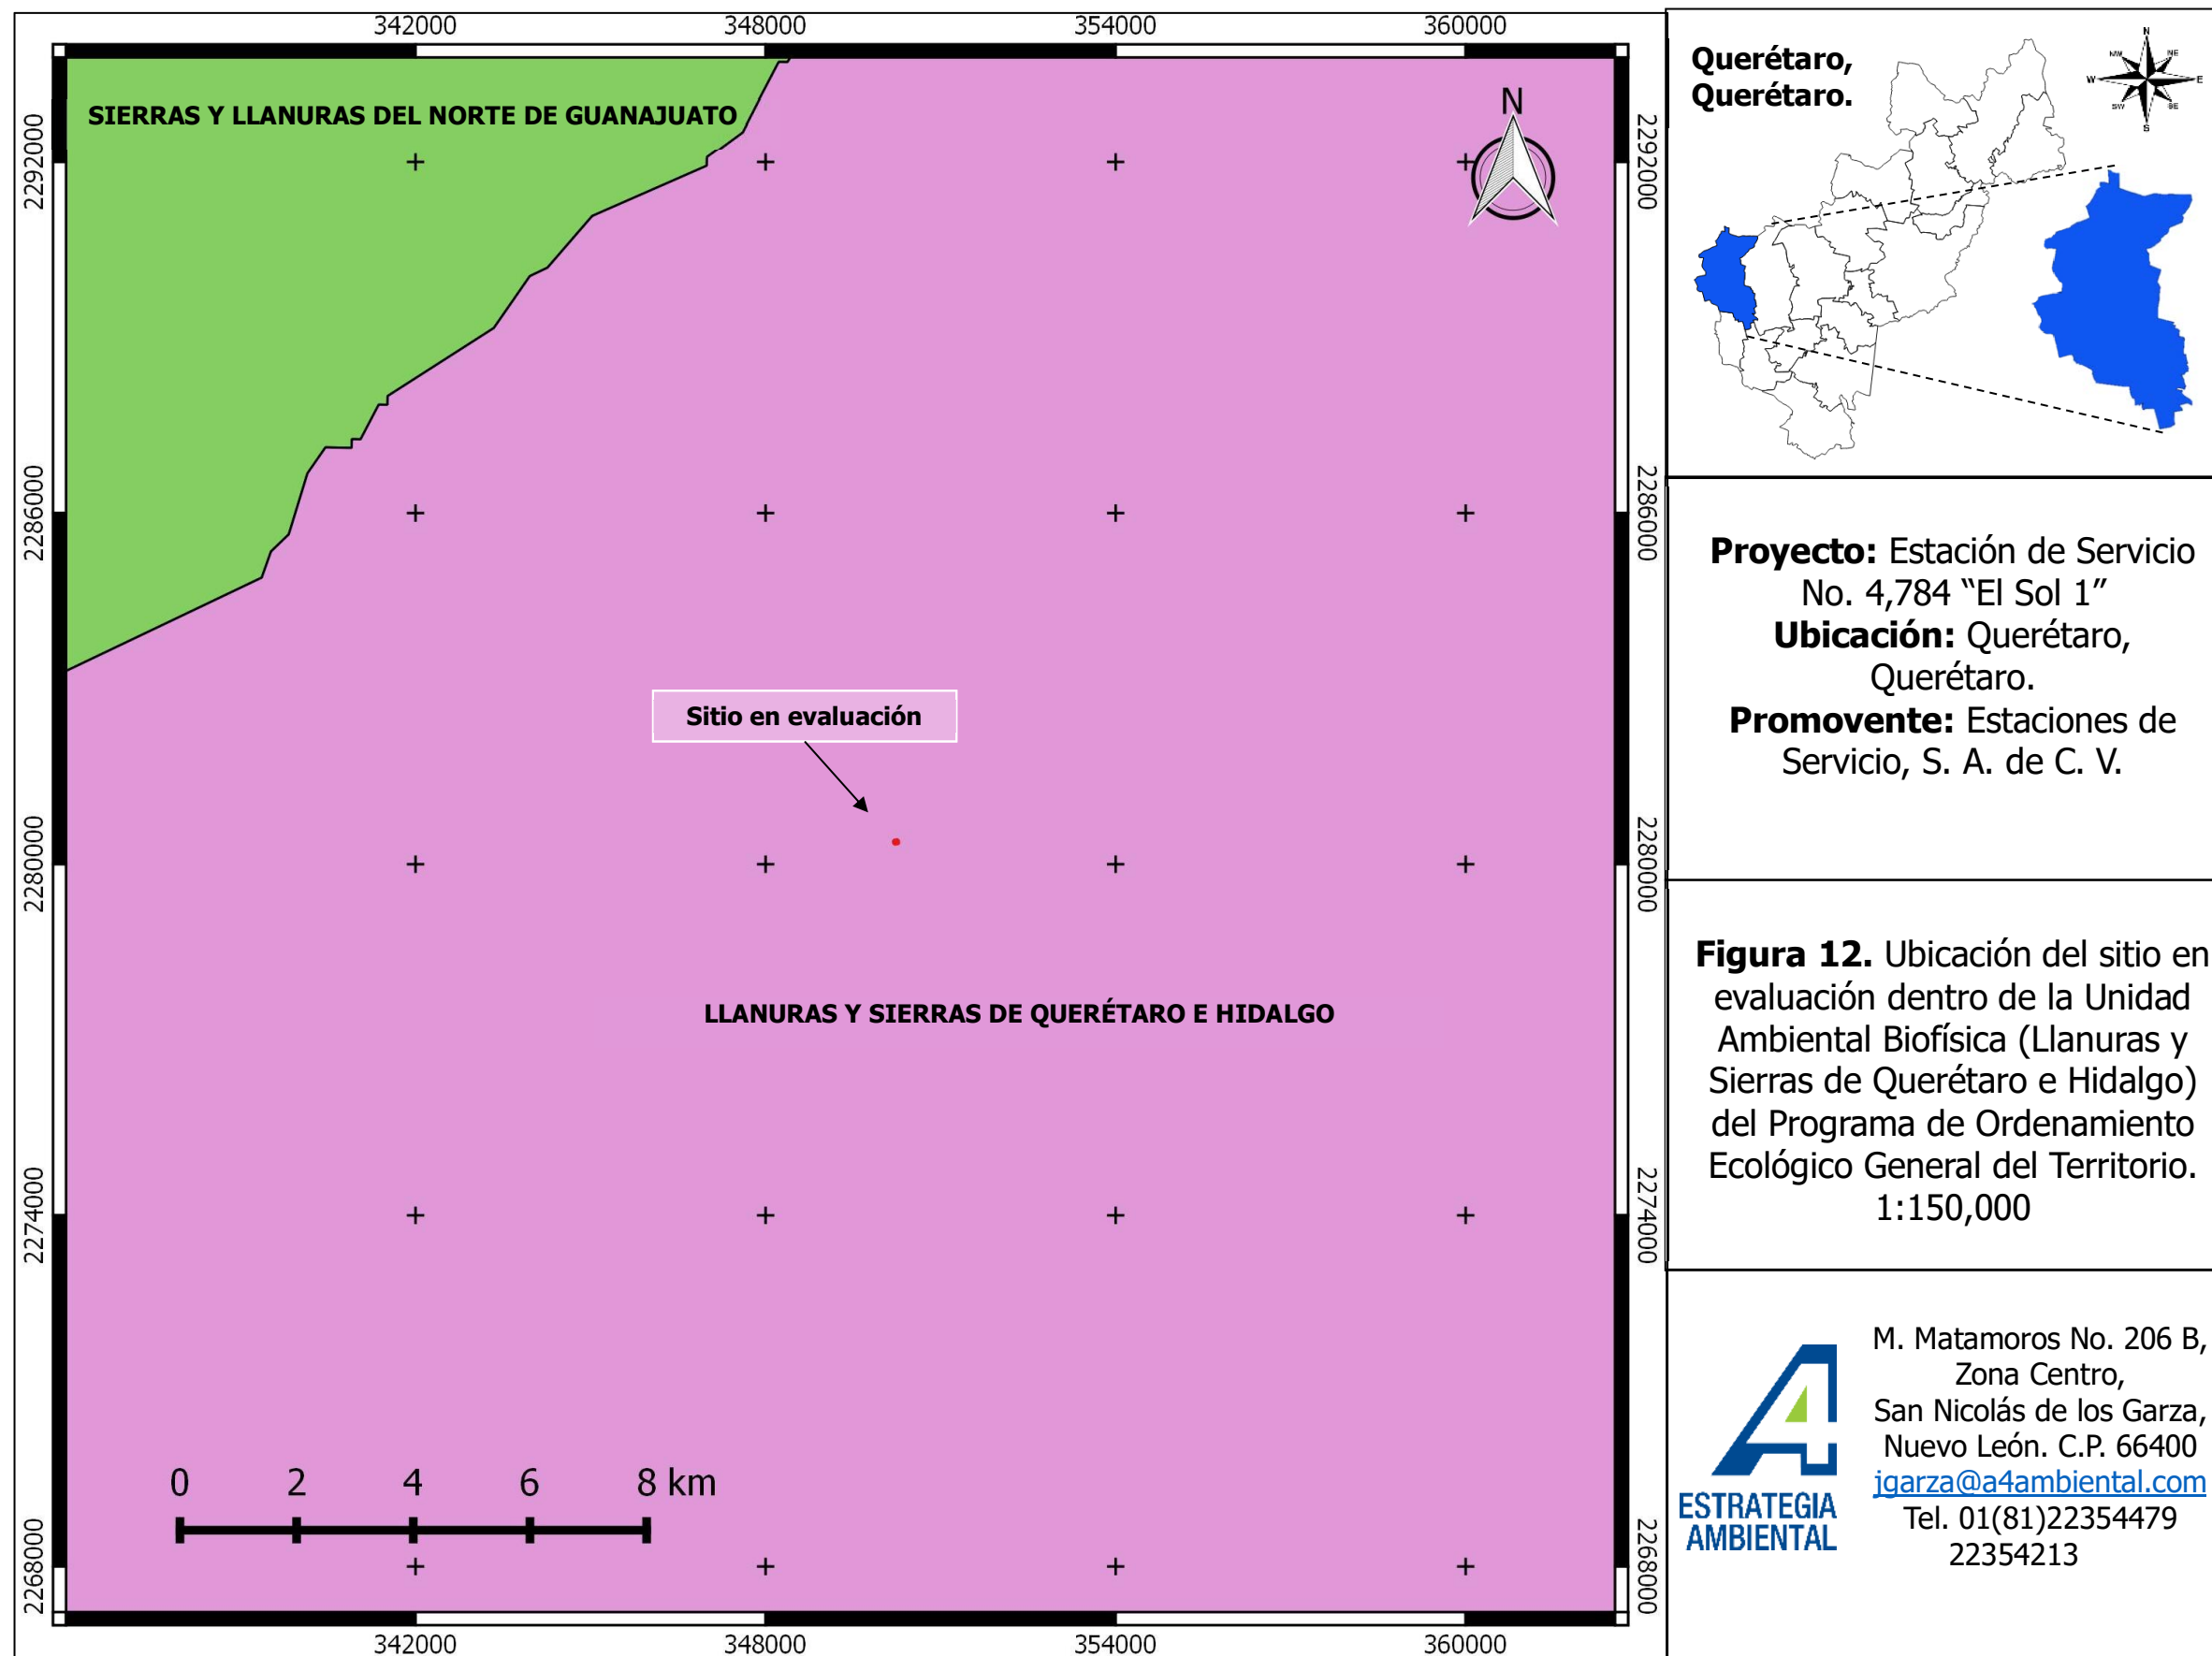 342000
348000
354000
360000
2292000
2286000
2280000
2274000
2268000
SIERRAS Y LLANURAS DEL NORTE DE GUANAJUATO
N
Sitio en evaluación
LLANURAS Y SIERRAS DE QUERÉTARO E HIDALGO
0 2 4 6 8 km
2292000
2286000
2280000
2274000
2268000
342000
348000
354000
360000
Querétaro,
Querétaro.
N
NW
NE
W
E
SW
SE
S
Proyecto: Estación de Servicio
No. 4,784 “El Sol 1”
Ubicación: Querétaro,
Querétaro.
Promovente: Estaciones de
Servicio, S. A. de C. V.
Figura 12. Ubicación del sitio en
evaluación dentro de la Unidad
Ambiental Biofísica (Llanuras y
Sierras de Querétaro e Hidalgo)
del Programa de Ordenamiento
Ecológico General del Territorio.
1:150,000
A4
ESTRATEGIA
AMBIENTAL
M. Matamoros No. 206 B,
Zona Centro,
San Nicolás de los Garza,
Nuevo León. C.P. 66400
jgarza@a4ambiental.com
Tel. 01(81)22354479
22354213